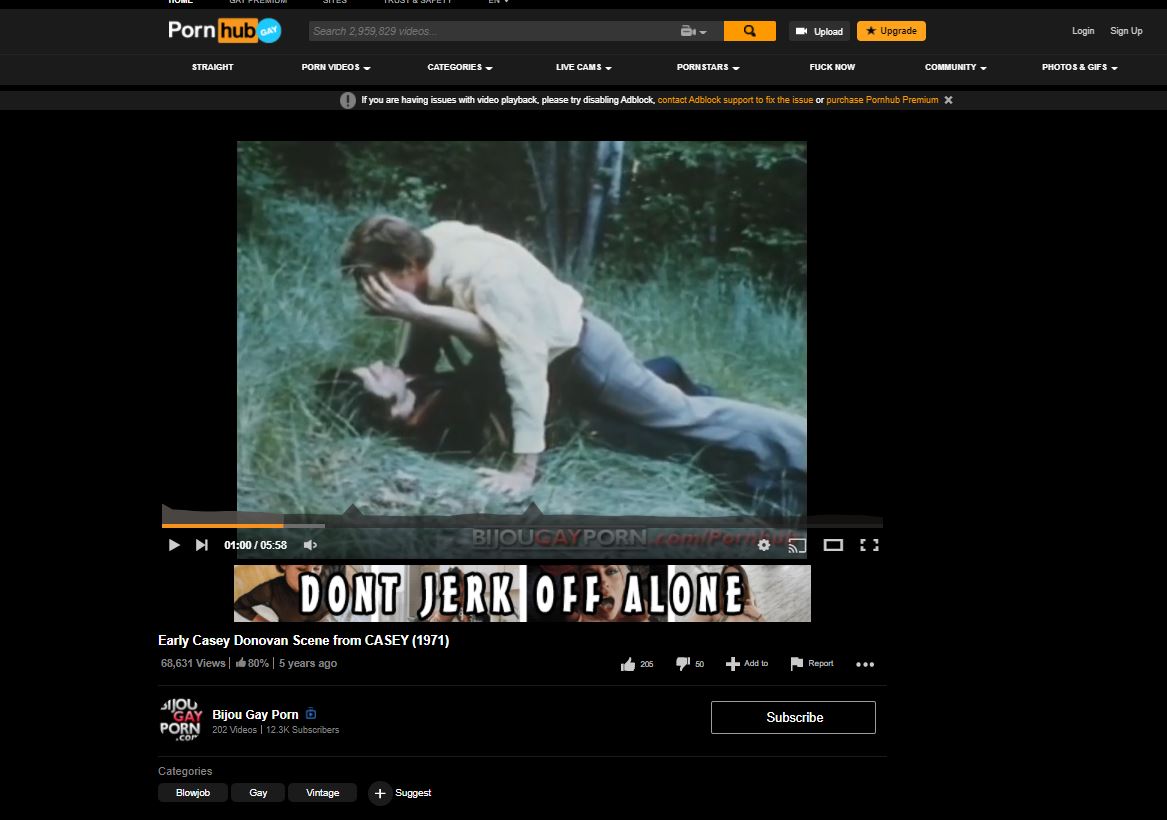 HOME GAY PREMIUM SITES TRUST & SAFETY EN
Pornhub GAY
Search 2,959,829 videos...
Upload
Upgrade
Login Sign Up
STRAIGHT PORN VIDEOS CATEGORIES LIVE CAMS PORNSTARS FUCK NOW COMMUNITY PHOTOS & GIFS
If you are having issues with video playback, please try disabling Adblock, contact Adblock support to fix the issue or purchase Pornhub Premium
BIJOUGAYPORN.com/Pornhub
01:00 / 05:58
DONT JERK OFF ALONE
Early Casey Donovan Scene from CASEY (1971)
68,631 Views 80% 5 years ago
205 50 Add to Report
BIJOU
GAY
PORN
.com
Bijou Gay Porn
202 Videos 12.3K Subscribers
Subscribe
Categories
Blowjob Gay Vintage + Suggest